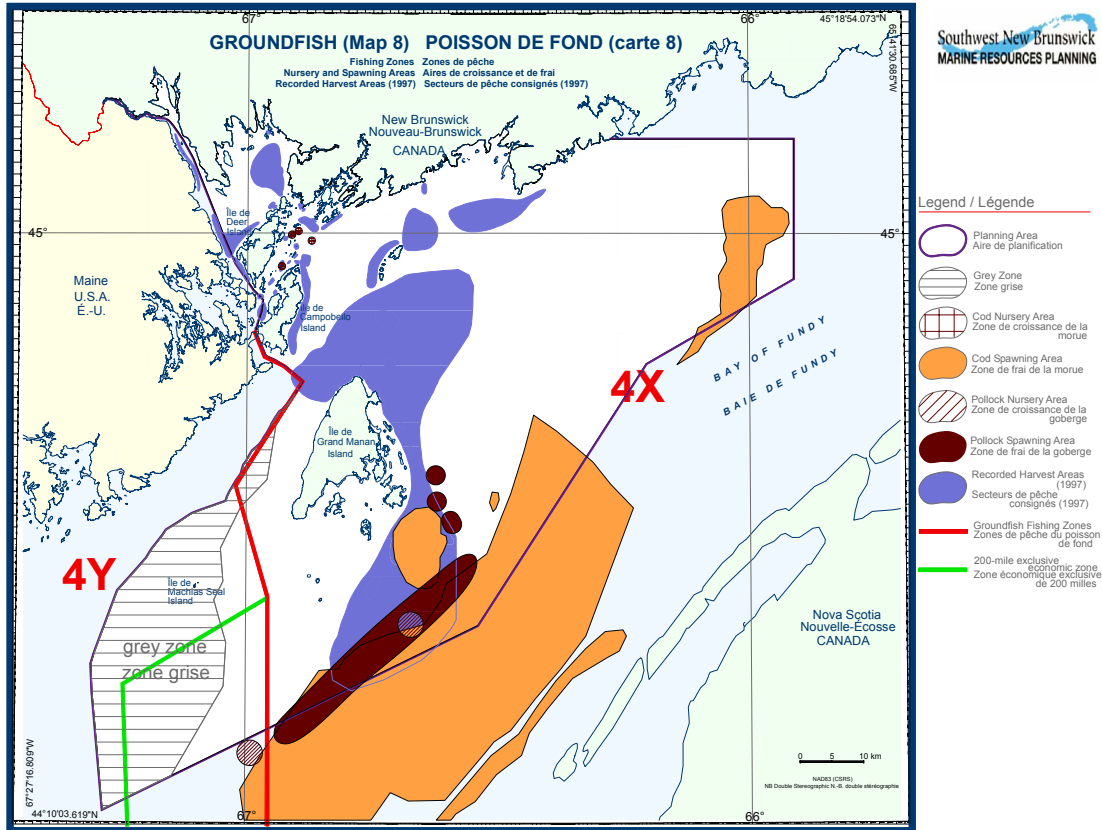 67°
66°
45°18'54.073"N
65°41'30.685"W
GROUNDFISH (Map 8) POISSON DE FOND (carte 8)
Fishing Zones Zones de pêche
Nursery and Spawning Areas Aires de croissance et de frai
Recorded Harvest Areas (1997) Secteurs de pêche consignés (1997)
Southwest New Brunswick
MARINE RESOURCES PLANNING
New Brunswick
Nouveau-Brunswick
CANADA
Île de
Deer
Island
45°
45°
Maine
U.S.A.
É.-U.
Île de
Campobello
Island
BAY OF FUNDY
BAIE DE FUNDY
4X
Île de
Grand Manan
Island
4Y
Île de
Machias Seal
Island
grey zone
zone grise
Nova Scotia
Nouvelle-Écosse
CANADA
0 5 10 km
NAD83 (CSRS)
NB Double Stereographic N.-B. double stéréographie
67°27'16.809"W
44°10'03.619"N
67°
66°
Legend / Légende
Planning Area
Aire de planification
Grey Zone
Zone grise
Cod Nursery Area
Zone de croissance de la
morue
Cod Spawning Area
Zone de frai de la morue
Pollock Nursery Area
Zone de croissance de la
goberge
Pollock Spawning Area
Zone de frai de la goberge
Recorded Harvest Areas
(1997)
Secteurs de pêche
consignés (1997)
Groundfish Fishing Zones
Zones de pêche du poisson
de fond
200-mile exclusive
economic zone
Zone économique exclusive
de 200 milles